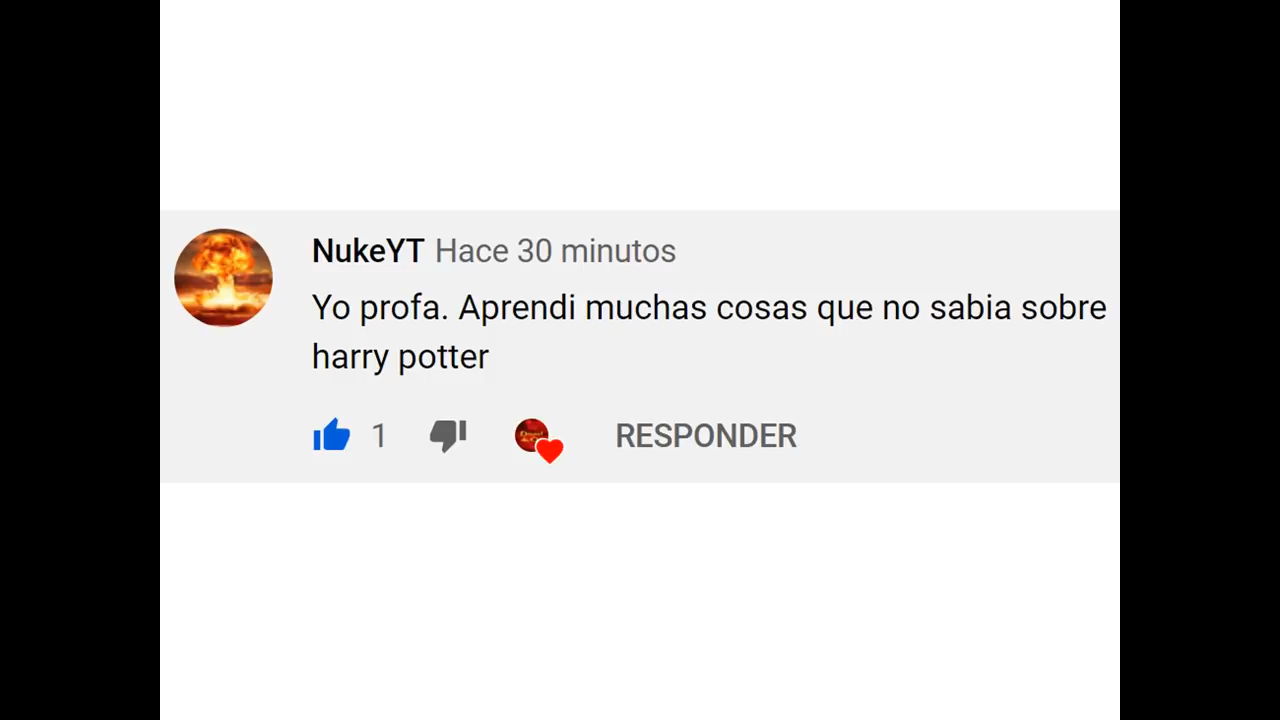 NukeYT Hace 30 minutos
Yo profa. Aprendi muchas cosas que no sabia sobre
harry potter
1 RESPONDER